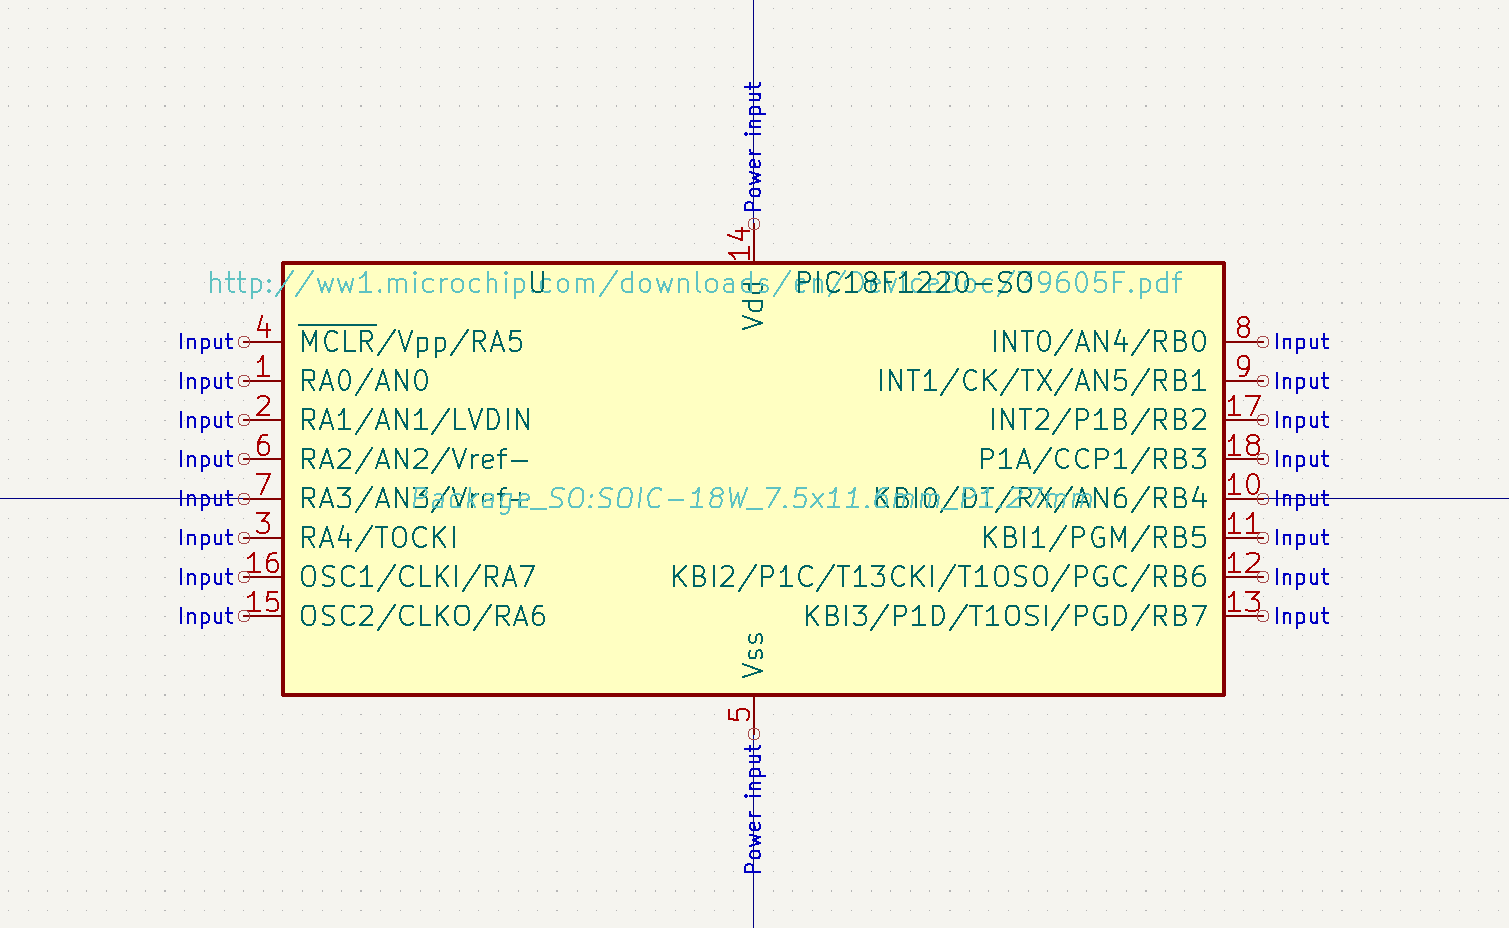 Power input
14
http://ww1.microchip.com/downloads/en/DeviceDoc/39605F.pdf
U
PIC18F1220-SO
Vdd
Input 4 MCLR/Vpp/RA5
INT0/AN4/RB0 8 Input
Input 1 RA0/AN0
INT1/CK/TX/AN5/RB1 9 Input
Input 2 RA1/AN1/LVDIN
INT2/P1B/RB2 17 Input
Input 6 RA2/AN2/Vref-
P1A/CCP1/RB3 18 Input
Input 7 RA3/AN3/Vref+
Package_SO:SOIC-18W_7.5x11.6mm_P1.27mm
KBI0/DT/RX/AN6/RB4 10 Input
Input 3 RA4/TOCKI
KBI1/PGM/RB5 11 Input
Input 16 OSC1/CLKI/RA7
KBI2/P1C/T13CKI/T1OSO/PGC/RB6 12 Input
Input 15 OSC2/CLKO/RA6
KBI3/P1D/T1OSI/PGD/RB7 13 Input
Vss
5
Power input